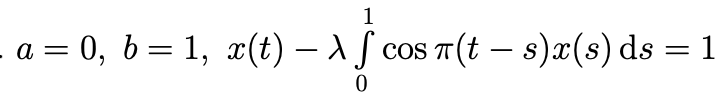 . a = 0, b = 1, x(t) − λ ∫₀¹ cos π(t − s)x(s) ds = 1